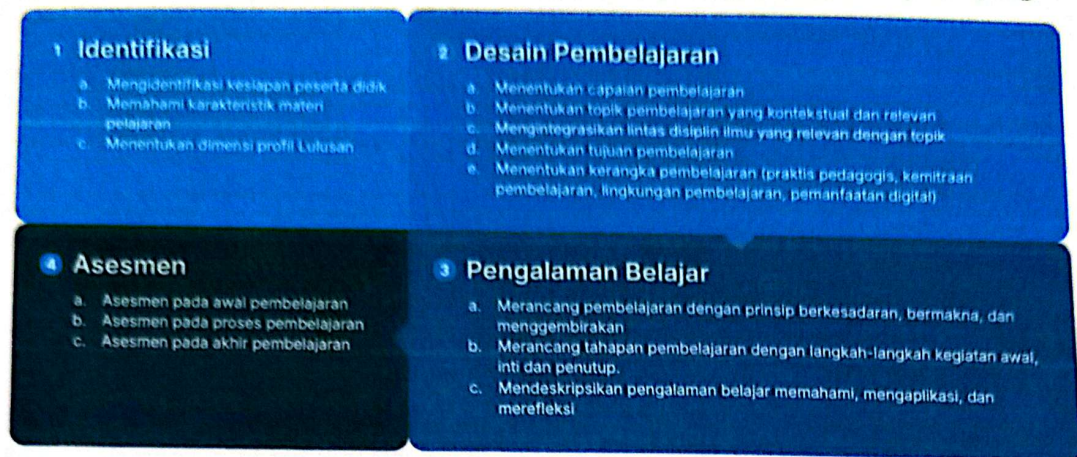 1 Identifikasi
a. Mengidentifikasi kesiapan peserta didik
b. Memahami karakteristik materi
pelajaran
c. Menentukan dimensi profil Lulusan
2 Desain Pembelajaran
a. Menentukan capaian pembelajaran
b. Menentukan topik pembelajaran yang kontekstual dan relevan
c. Mengintegrasikan lintas disiplin ilmu yang relevan dengan topik
d. Menentukan tujuan pembelajaran
e. Menentukan kerangka pembelajaran (praktis pedagogis, kemitraan
pembelajaran, lingkungan pembelajaran, pemanfaatan digital)
4 Asesmen
a. Asesmen pada awal pembelajaran
b. Asesmen pada proses pembelajaran
c. Asesmen pada akhir pembelajaran
3 Pengalaman Belajar
a. Merancang pembelajaran dengan prinsip berkesadaran, bermakna, dan
menggembirakan
b. Merancang tahapan pembelajaran dengan langkah-langkah kegiatan awal,
inti dan penutup.
c. Mendeskripsikan pengalaman belajar memahami, mengaplikasi, dan
merefleksi